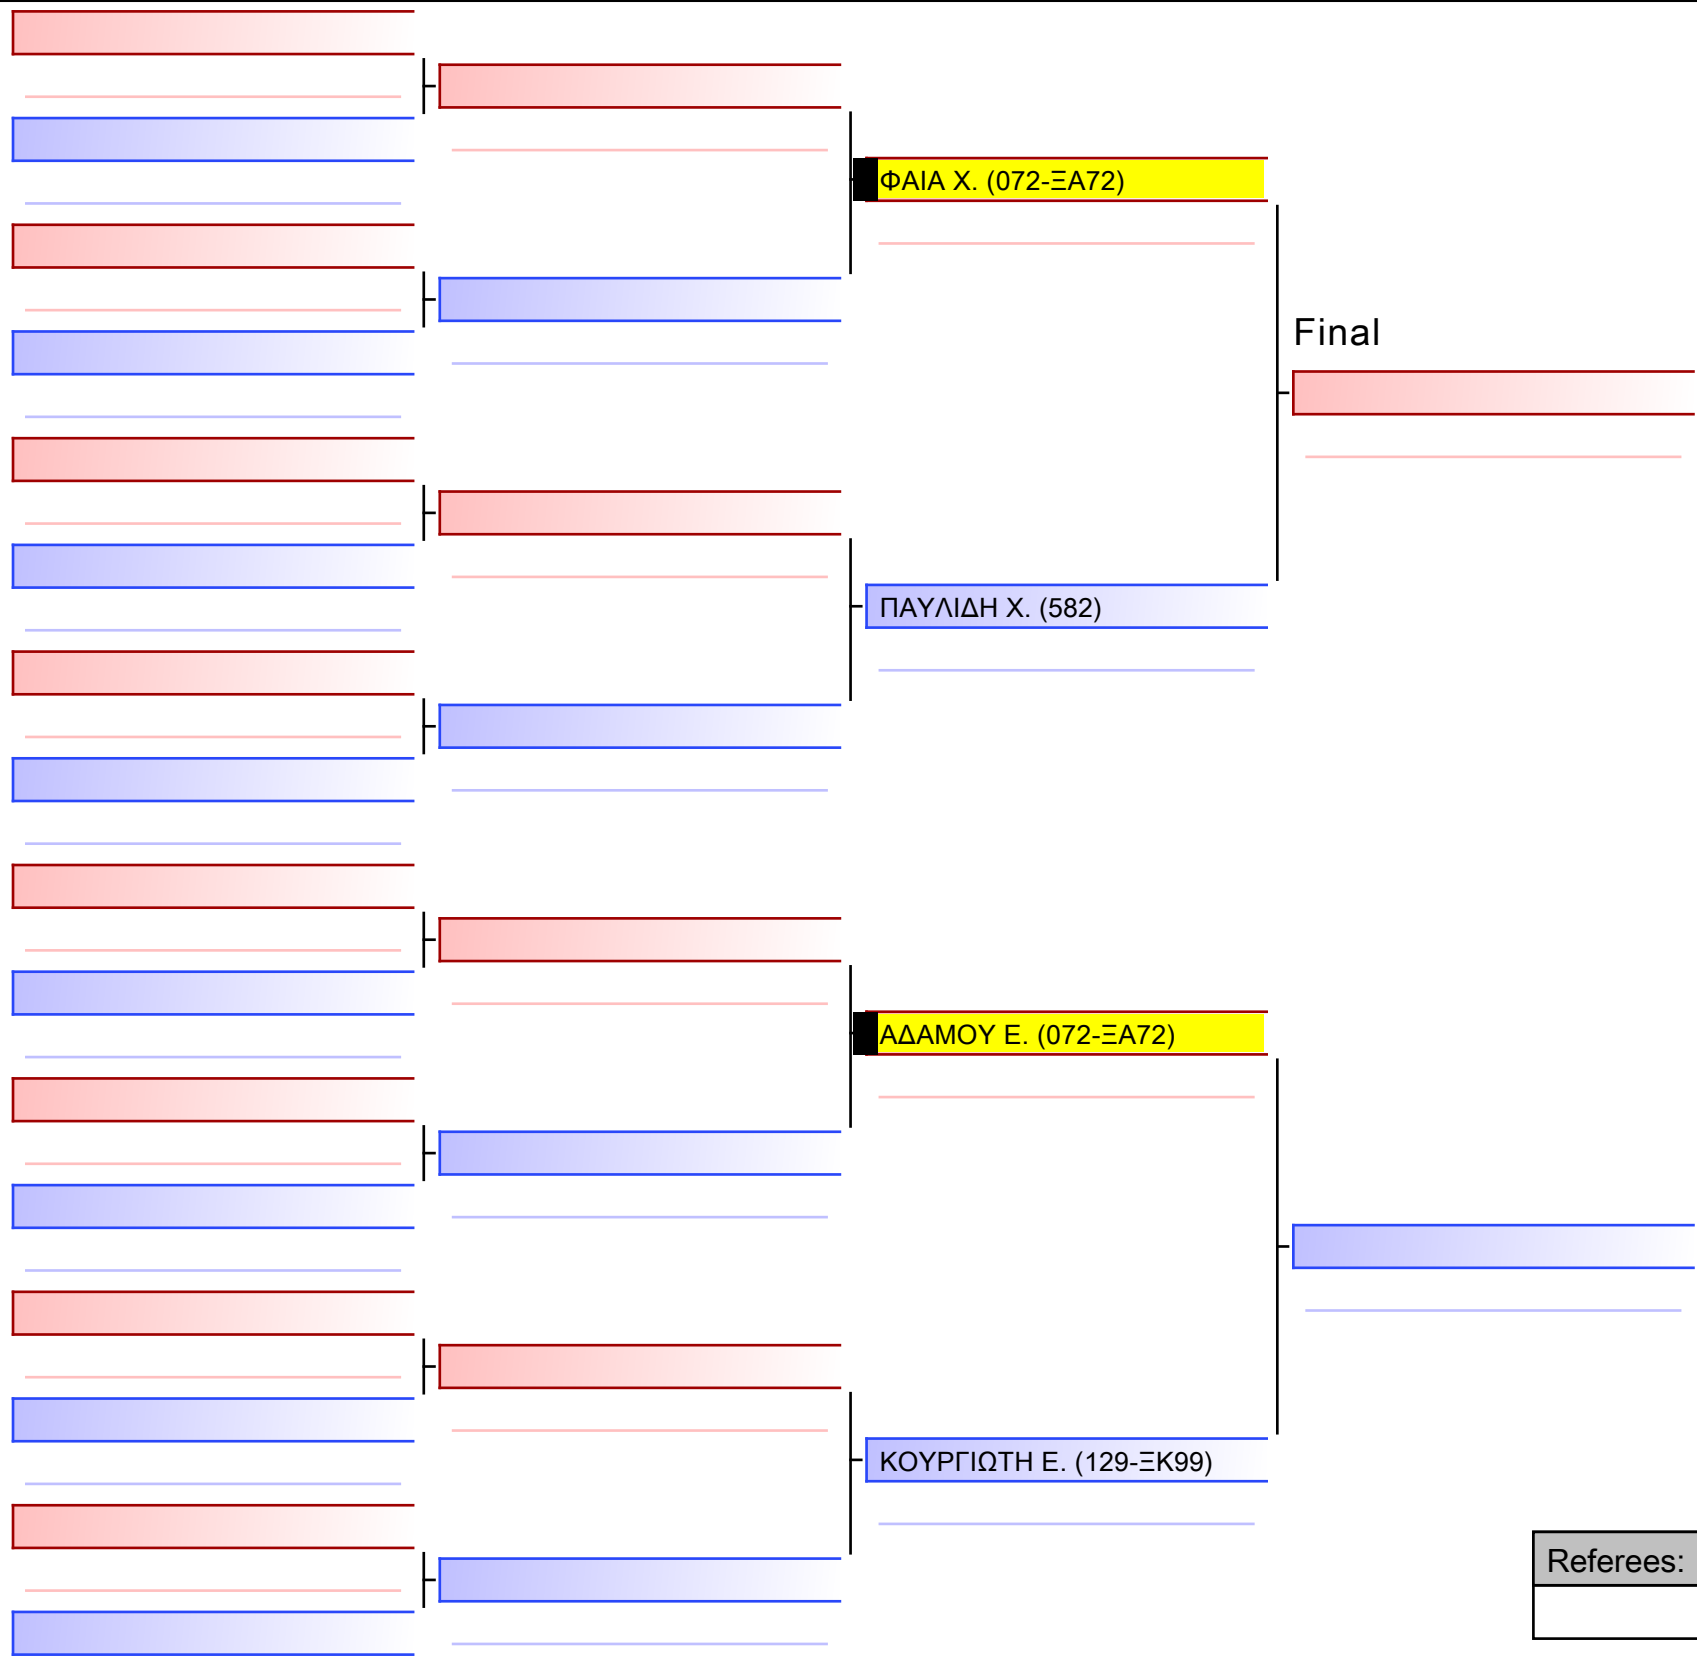 ΦΑΙΑ Χ. (072-ΞΑ72)
Final
ΠΑΥΛΙΔΗ Χ. (582)
ΑΔΑΜΟΥ Ε. (072-ΞΑ72)
ΚΟΥΡΓΙΩΤΗ Ε. (129-ΞΚ99)
Referees: